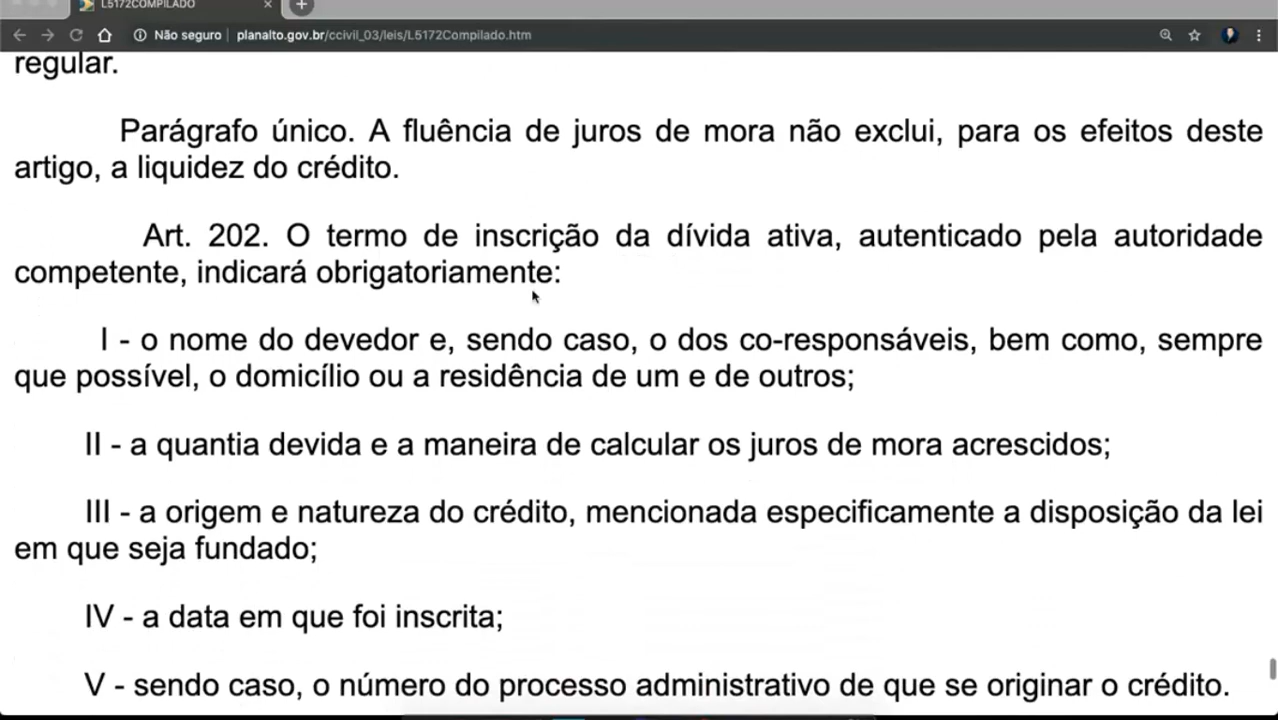 L5172COMPILADO
Não seguro | planalto.gov.br/ccivil_03/leis/L5172Compilado.htm
regular.
Parágrafo único. A fluência de juros de mora não exclui, para os efeitos deste
artigo, a liquidez do crédito.
Art. 202. O termo de inscrição da dívida ativa, autenticado pela autoridade
competente, indicará obrigatoriamente:
I - o nome do devedor e, sendo caso, o dos co-responsáveis, bem como, sempre
que possível, o domicílio ou a residência de um e de outros;
II - a quantia devida e a maneira de calcular os juros de mora acrescidos;
III - a origem e natureza do crédito, mencionada especificamente a disposição da lei
em que seja fundado;
IV - a data em que foi inscrita;
V - sendo caso, o número do processo administrativo de que se originar o crédito.